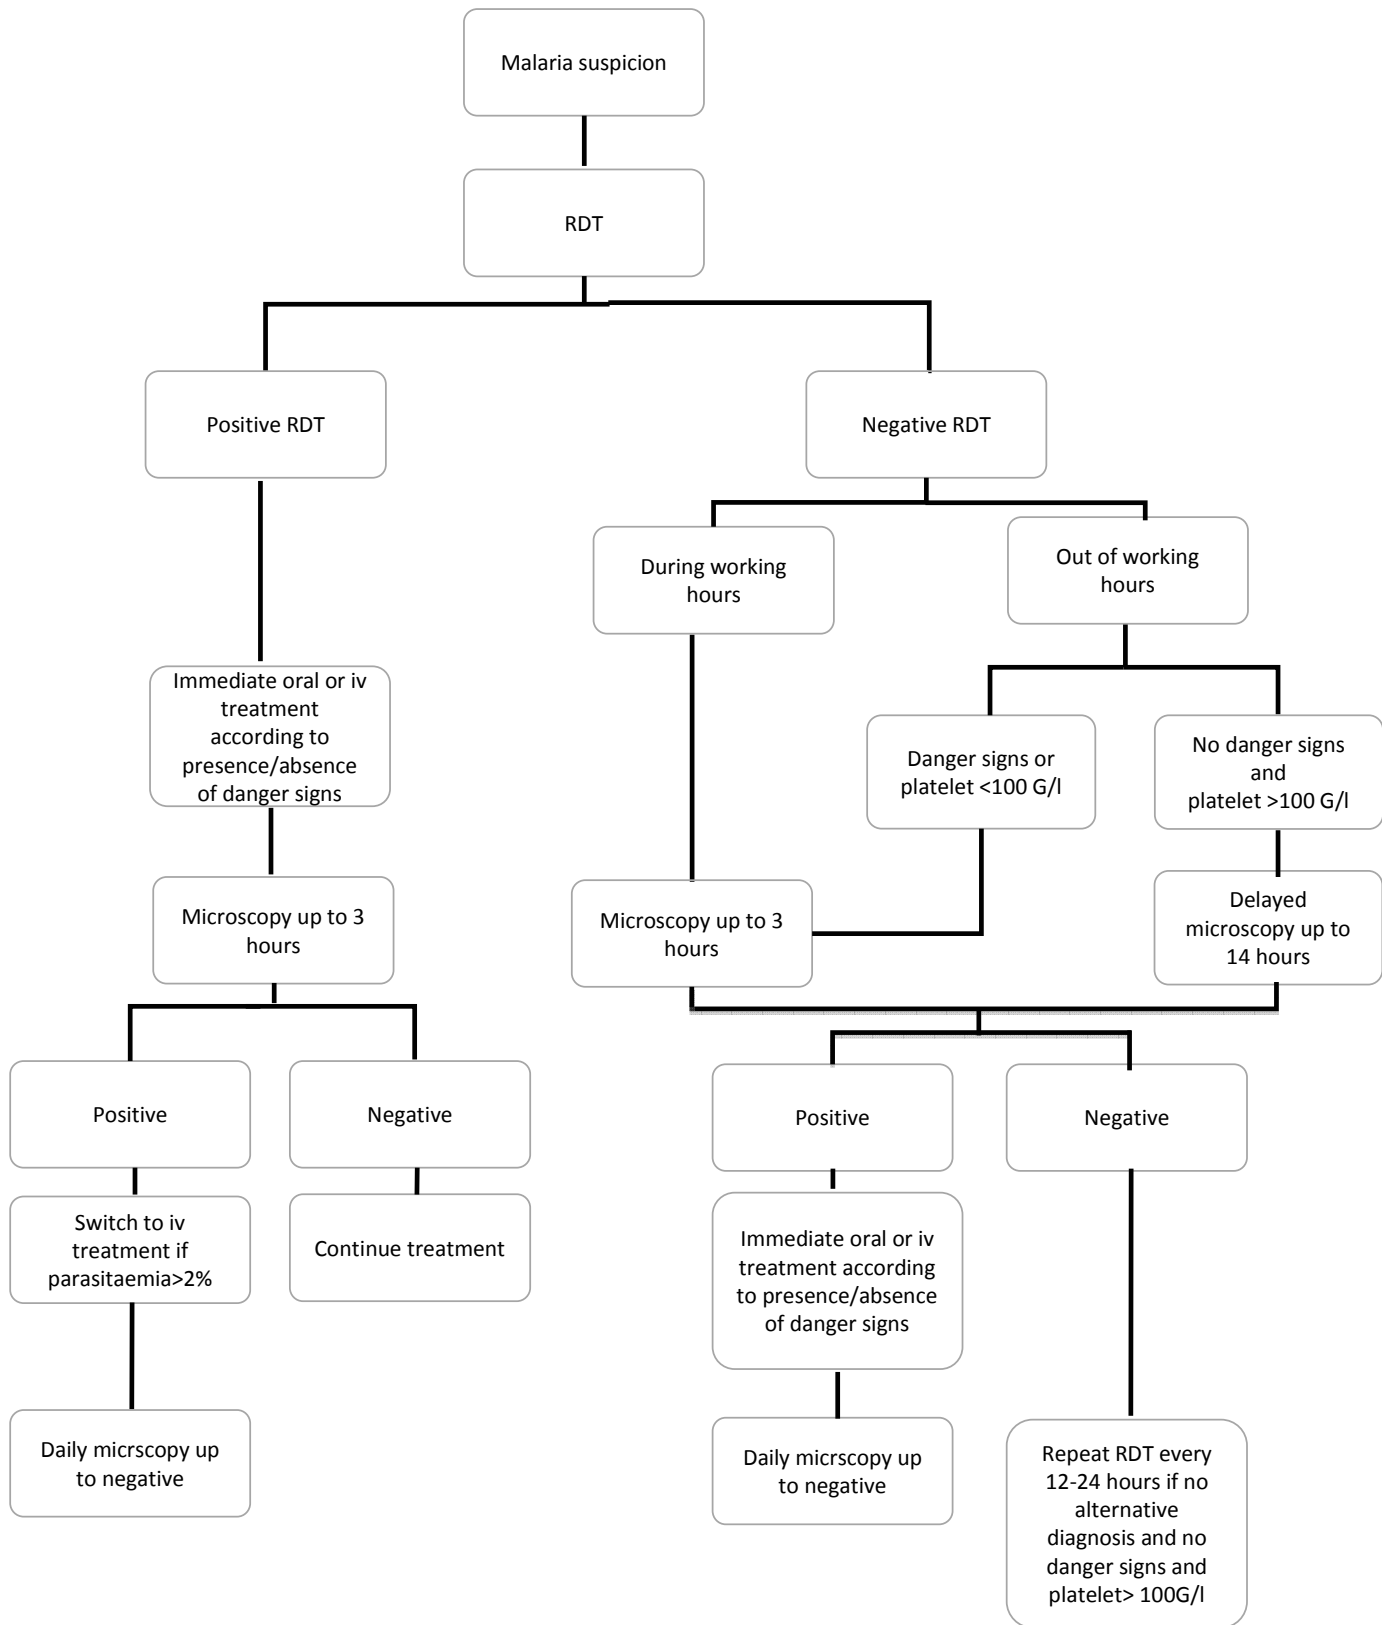 Malaria suspicion
RDT
Positive RDT
Negative RDT
During working
hours
Out of working
hours
Immediate oral or iv
treatment
according to
presence/absence
of danger signs
Danger signs or
platelet <100 G/l
No danger signs
and
platelet >100 G/l
Microscopy up to 3
hours
Microscopy up to 3
hours
Delayed
microscopy up to
14 hours
Positive
Negative
Positive
Negative
Switch to iv
treatment if
parasitaemia>2%
Continue treatment
Immediate oral or iv
treatment according
to presence/absence
of danger signs
Daily micrscopy up
to negative
Daily micrscopy up
to negative
Repeat RDT every
12-24 hours if no
alternative
diagnosis and no
danger signs and
platelet> 100G/l